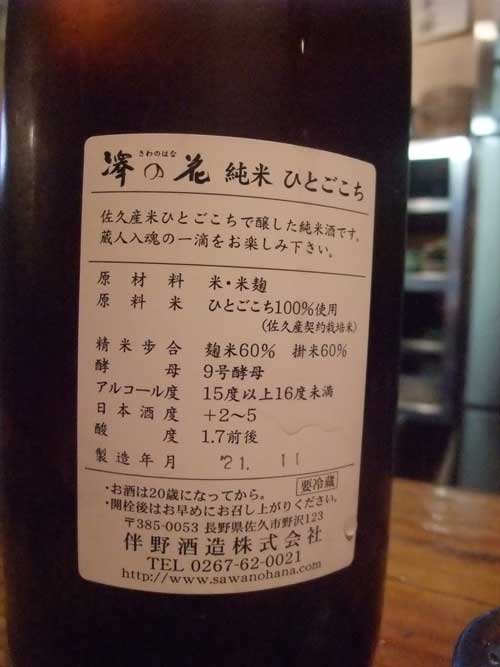 さわのはな
澤の花 純米 ひとごこち
佐久産米ひとごこちで醸した純米酒です。
蔵人入魂の一滴をお楽しみ下さい。
原材料 米・米麹
原料米 ひとごこち100%使用
(佐久産契約栽培米)
精米歩合 麹米60% 掛米60%
酵母 9号酵母
アルコール度 15度以上16度未満
日本酒度 +2〜5
酸度 1.7前後
製造年月 '21. 11
・お酒は20歳になってから。 要冷蔵
・開栓後はお早めにお召し上がりください。
〒385-0053 長野県佐久市野沢123
伴野酒造株式会社
TEL 0267-62-0021
http://www.sawanohana.com